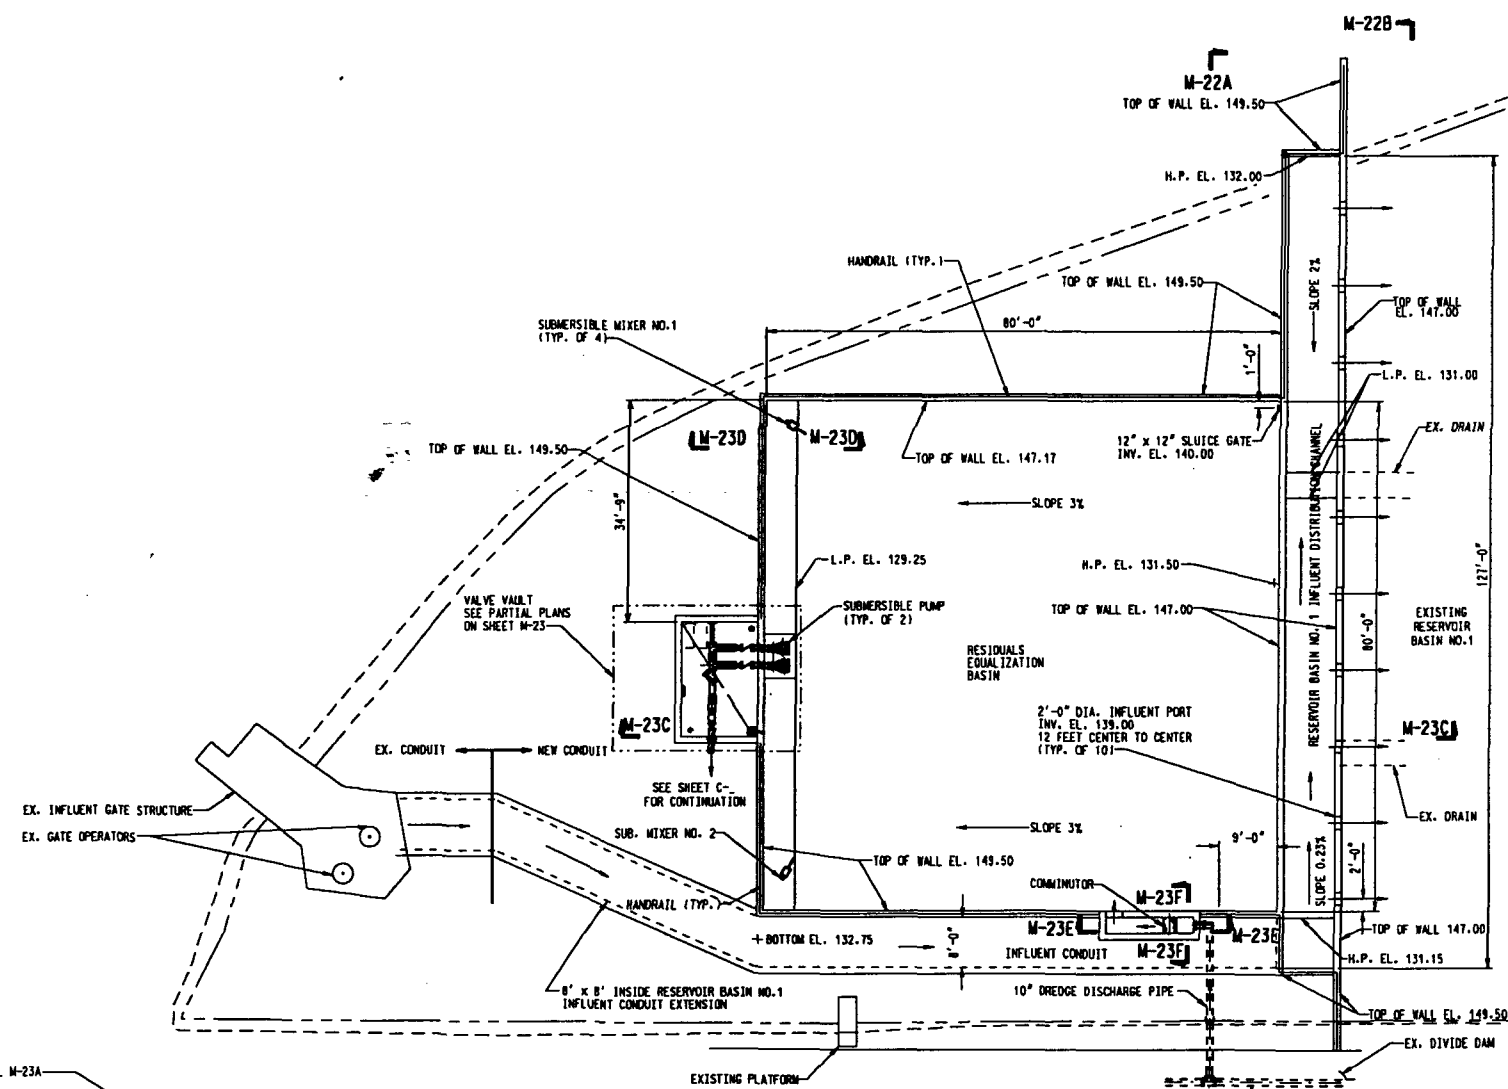 M-22B
M-22A
TOP OF WALL EL. 149.50
H.P. EL. 132.00
HANDRAIL (TYP.)
TOP OF WALL EL. 149.50
SLOPE 2%
TOP OF WALL
EL. 147.00
SUBMERSIBLE MIXER NO.1
(TYP. OF 4)
80'-0"
1'-0"
L.P. EL. 131.00
M-23D
M-23D
TOP OF WALL EL. 149.50
TOP OF WALL EL. 147.17
12" x 12" SLUICE GATE
INV. EL. 140.00
EX. DRAIN
SLOPE 3%
34'-9"
L.P. EL. 129.25
H.P. EL. 131.50
127'-0"
VALVE VAULT
SEE PARTIAL PLANS
ON SHEET M-23
SUBMERSIBLE PUMP
(TYP. OF 2)
TOP OF WALL EL. 147.00
80'-0"
EXISTING
RESERVOIR
BASIN NO.1
RESIDUALS
EQUALIZATION
BASIN
RESERVOIR BASIN NO. 1 INFLUENT DISTRIBUTION CHANNEL
M-23C
2'-0" DIA. INFLUENT PORT
INV. EL. 139.00
12 FEET CENTER TO CENTER
(TYP. OF 10)
M-23C
EX. CONDUIT
NEW CONDUIT
SEE SHEET C-_
FOR CONTINUATION
EX. INFLUENT GATE STRUCTURE
EX. GATE OPERATORS
SUB. MIXER NO. 2
SLOPE 3%
9'-0"
EX. DRAIN
TOP OF WALL EL. 149.50
SLOPE 0.23%
2'-0"
COMMINUTOR
M-23F
HANDRAIL (TYP.)
M-23E
M-23E
BOTTOM EL. 132.75
INFLUENT CONDUIT
M-23F
TOP OF WALL 147.00
H.P. EL. 131.15
8' x 8' INSIDE RESERVOIR BASIN NO.1
INFLUENT CONDUIT EXTENSION
10" DREDGE DISCHARGE PIPE
TOP OF WALL EL. 149.50
EX. DIVIDE DAM
M-23A
EXISTING PLATFORM